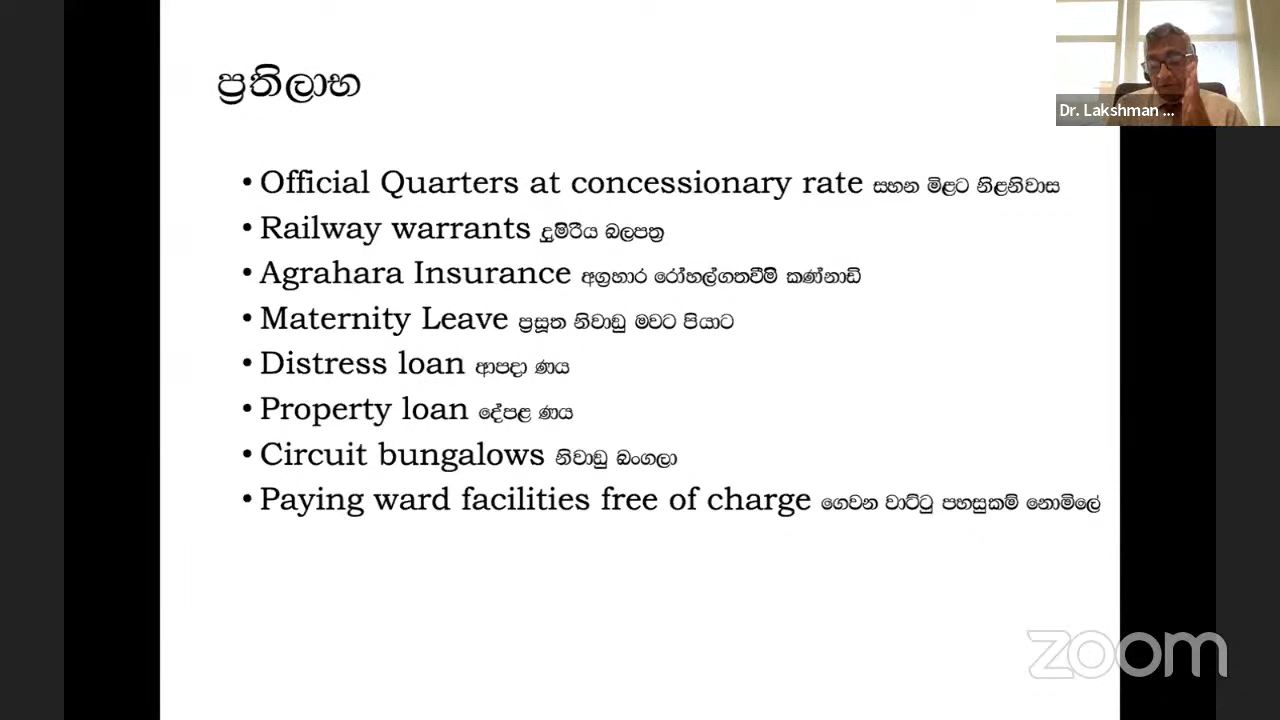 ප්‍රතිලාභ
Dr. Lakshman ...
• Official Quarters at concessionary rate සහන මිළට නිළනිවාස
• Railway warrants දුම්රිය බලපත්‍ර
• Agrahara Insurance අග්‍රහාර රෝහල්ගතවීම් කණ්නාඩි
• Maternity Leave ප්‍රසූත නිවාඩු මවට පියාට
• Distress loan ආපදා ණය
• Property loan දේපළ ණය
• Circuit bungalows නිවාඩු බංගලා
• Paying ward facilities free of charge ගෙවන වාට්ටු පහසුකම් නොමිලේ
zoom